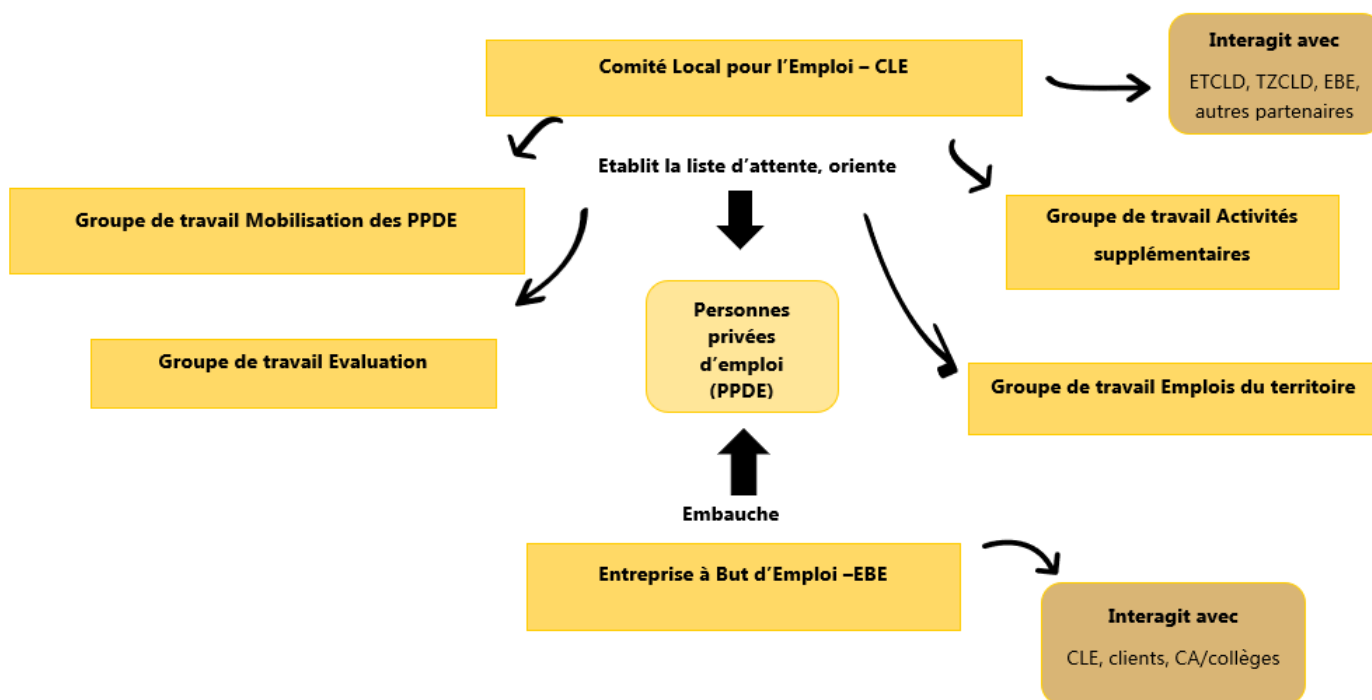 Comité Local pour l'Emploi – CLE
Interagit avec
ETCLD, TZCLD, EBE,
autres partenaires
Etablit la liste d'attente, oriente
Groupe de travail Mobilisation des PPDE
Groupe de travail Activités
supplémentaires
Personnes
privées
d'emploi
(PPDE)
Groupe de travail Evaluation
Groupe de travail Emplois du territoire
Embauche
Entreprise à But d'Emploi –EBE
Interagit avec
CLE, clients, CA/collèges